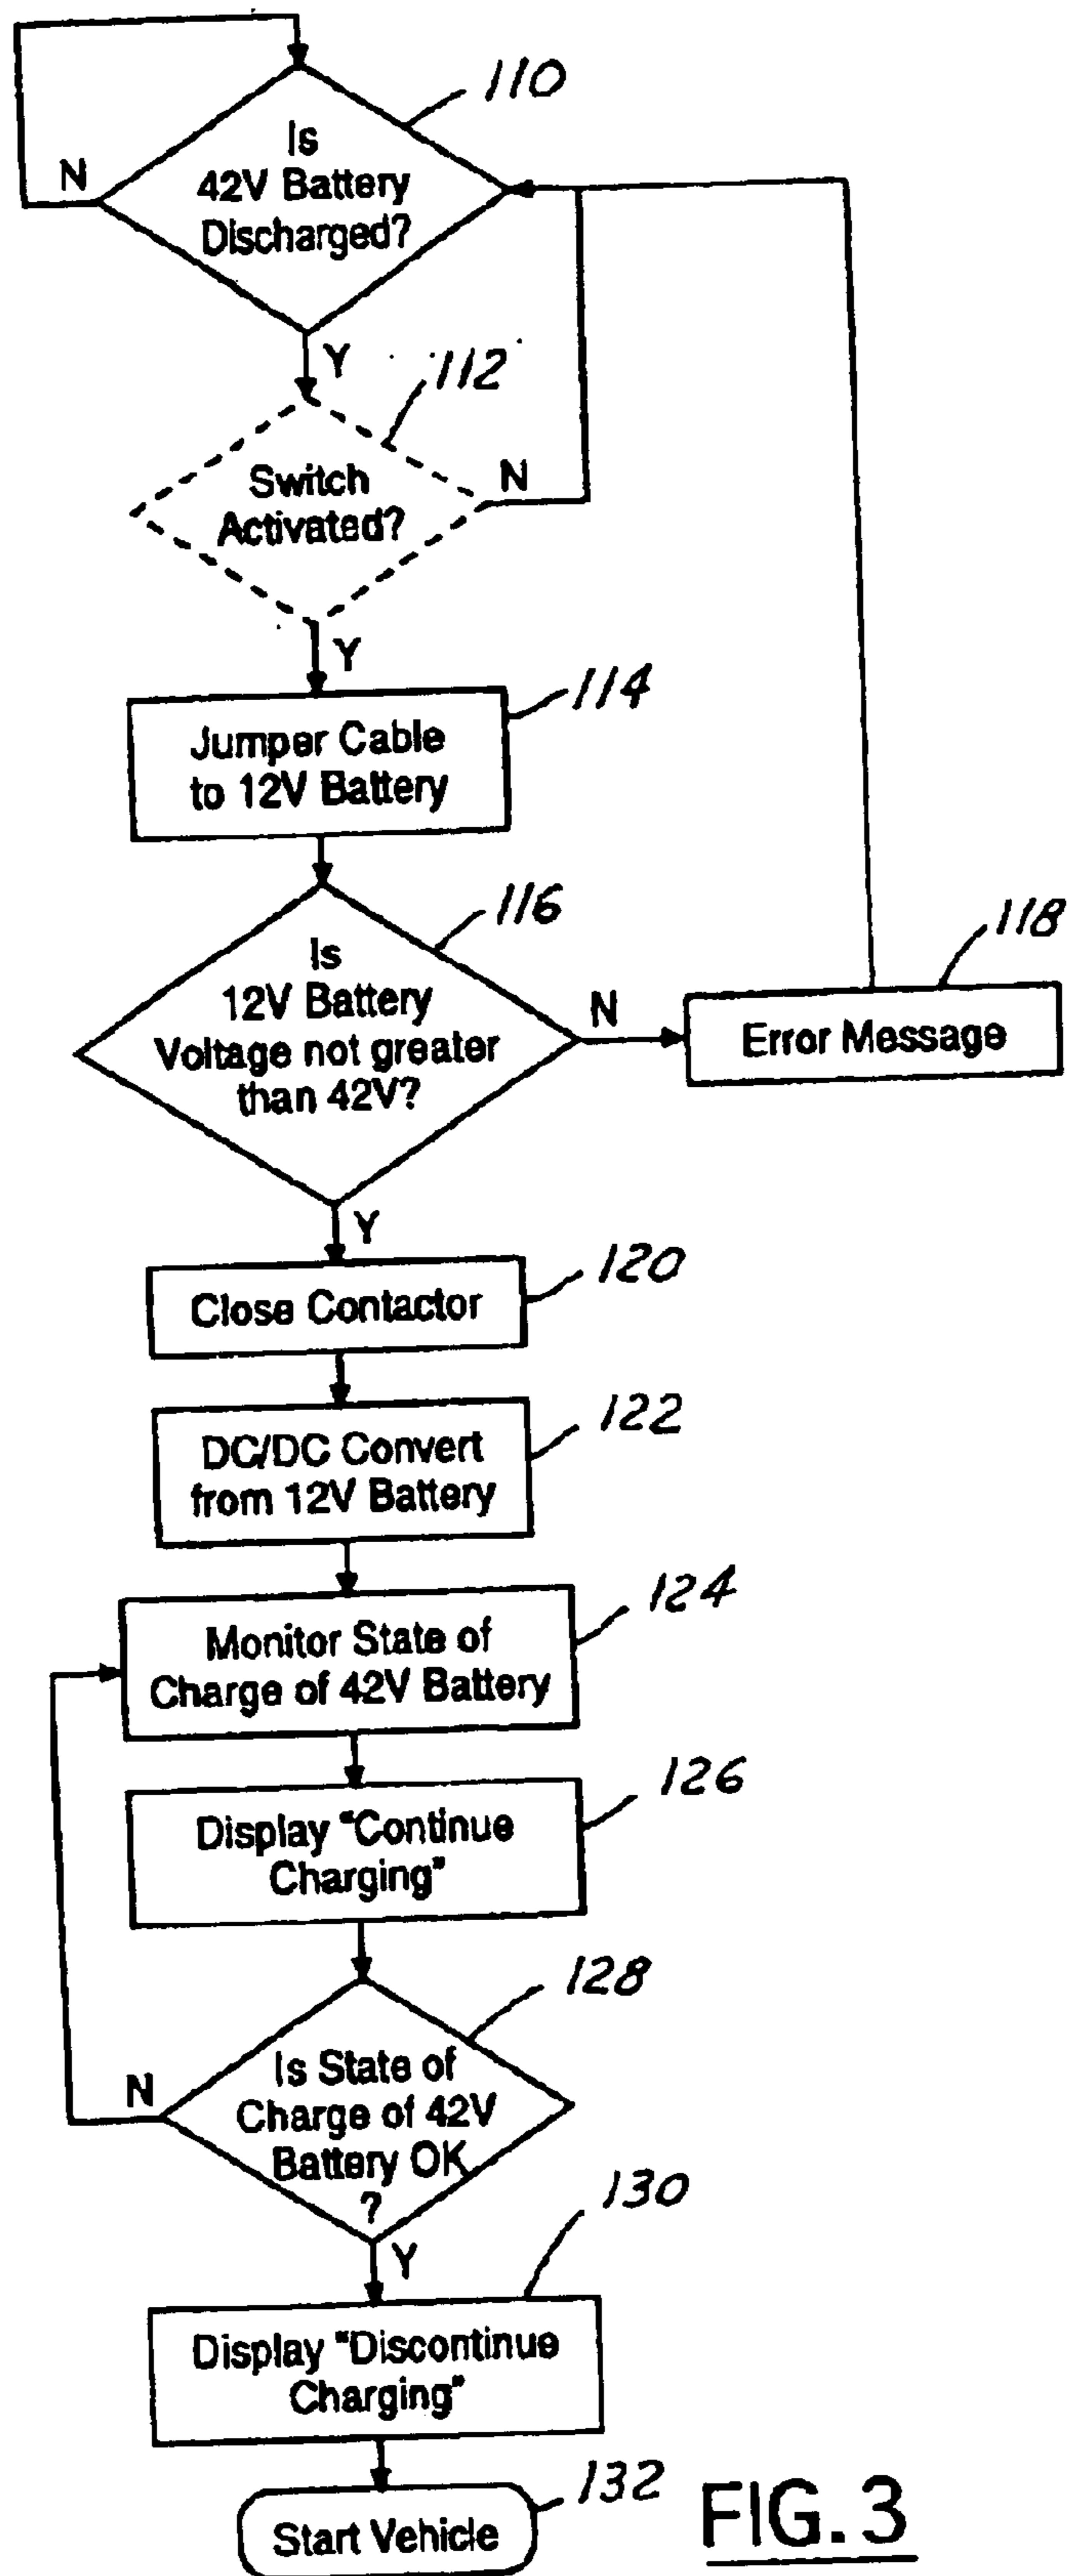 110
Is
42V Battery
Discharged?
N
Y
112
Switch
Activated?
N
Y
114
Jumper Cable
to 12V Battery
116
Is
12V Battery
Voltage not greater
than 42V?
N
118
Error Message
Y
120
Close Contactor
122
DC/DC Convert
from 12V Battery
124
Monitor State of
Charge of 42V Battery
126
Display "Continue
Charging"
128
Is State of
Charge of 42V
Battery OK
?
N
Y
130
Display "Discontinue
Charging"
132
Start Vehicle
FIG. 3